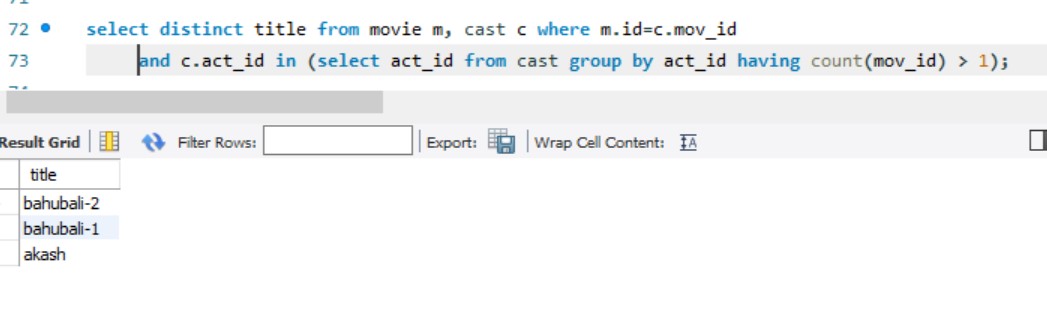 72 select distinct title from movie m, cast c where m.id=c.mov_id
73 and c.act_id in (select act_id from cast group by act_id having count(mov_id) > 1);
Result Grid Filter Rows: Export: Wrap Cell Content: IA
title
bahubali-2
bahubali-1
akash